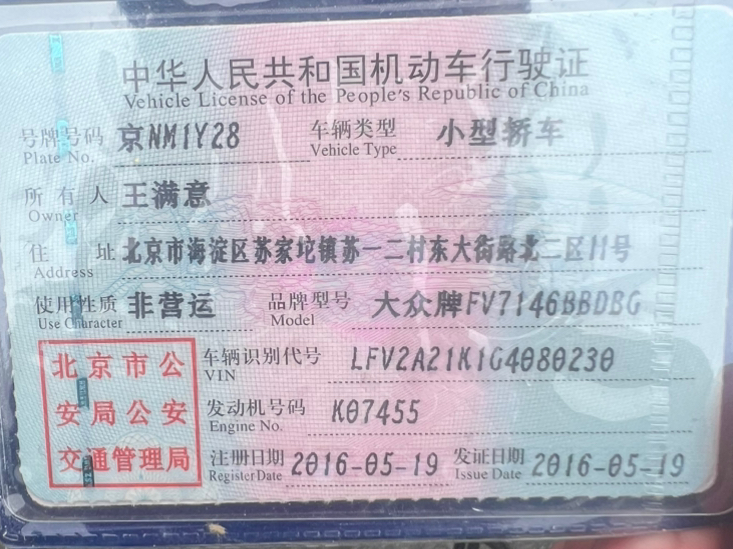 中华人民共和国机动车行驶证
Vehicle License of the People's Republic of China
号牌号码 京NM1Y28 车辆类型 小型轿车
Plate No. Vehicle Type
所有人 王满意
Owner
住址 北京市海淀区苏家坨镇苏一二村东大街路北二区11号
Address
使用性质 非营运 品牌型号 大众牌FV7146BBDBG
Use Character Model
北京市公 车辆识别代号 LFV2A21K1G4080230
VIN
安局公安 发动机号码 K07455
Engine No.
交通管理局 注册日期 2016-05-19 发证日期 2016-05-19
Register Date Issue Date